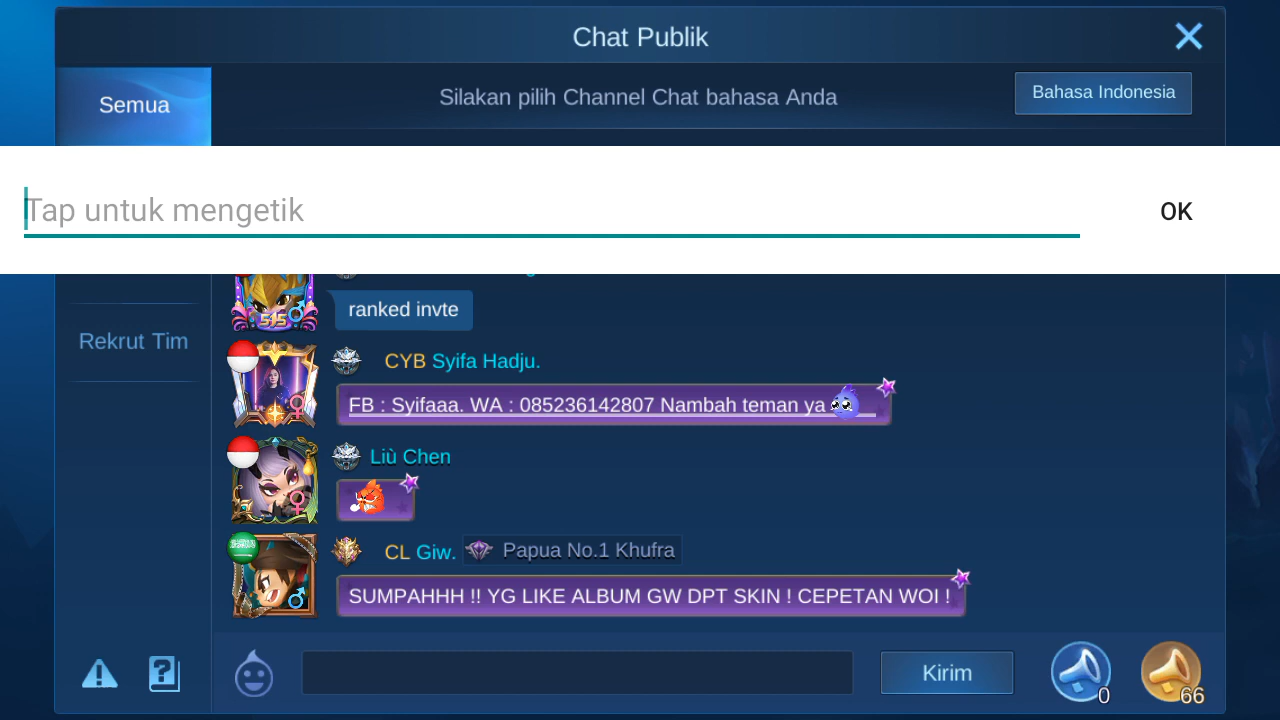 Chat Publik
Semua
Silakan pilih Channel Chat bahasa Anda
Bahasa Indonesia
Tap untuk mengetik
OK
515
ranked invte
Rekrut Tim
CYB Syifa Hadju.
FB : Syifaaa. WA : 085236142807 Nambah teman ya
Liù Chen
CL Giw. Papua No.1 Khufra
SUMPAHHH !! YG LIKE ALBUM GW DPT SKIN ! CEPETAN WOI !
Kirim
0
66